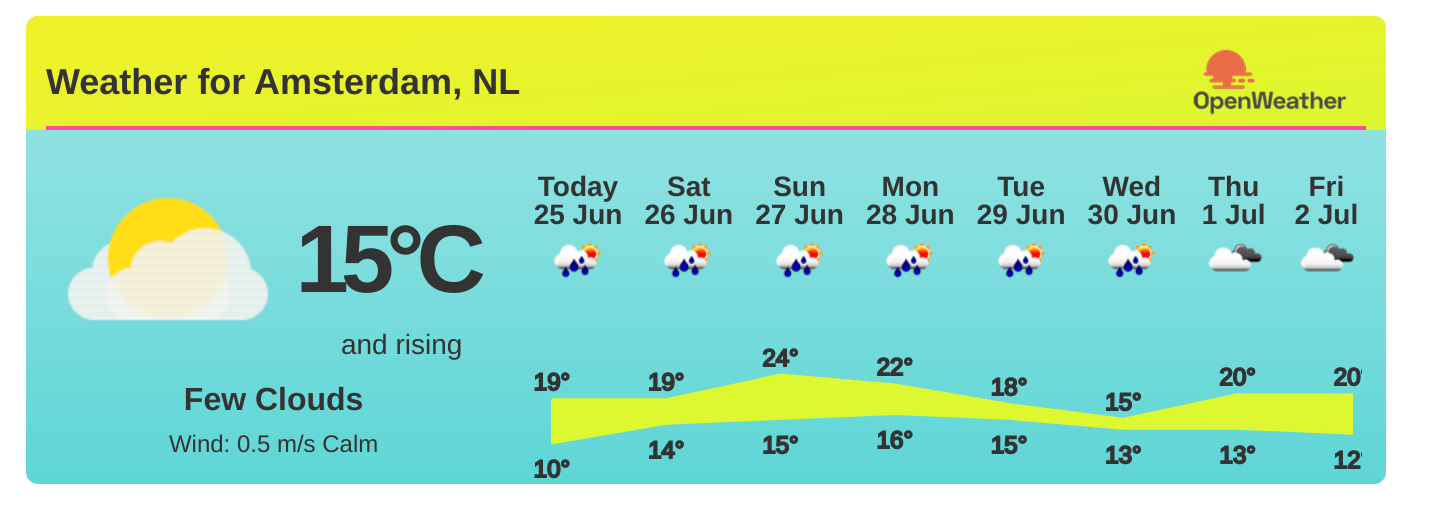 Weather for Amsterdam, NL
OpenWeather
15°C
and rising
Few Clouds
Wind: 0.5 m/s Calm
Today Sat Sun Mon Tue Wed Thu Fri
25 Jun 26 Jun 27 Jun 28 Jun 29 Jun 30 Jun 1 Jul 2 Jul
19° 19° 24° 22° 18° 15° 20° 20°
10° 14° 15° 16° 15° 13° 13° 12°